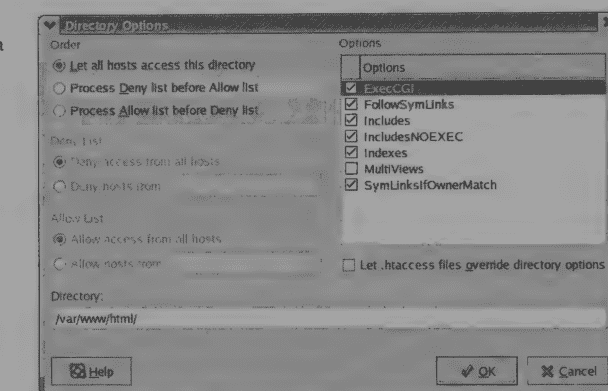 Directory Options
Order
Let all hosts access this directory
Process Deny list before Allow list
Process Allow list before Deny list
Deny List
Deny access from all hosts
Deny hosts from
Allow List
Allow access from all hosts
Allow hosts from
Directory:
/var/www/html/
Options
Options
ExecCGI
FollowSymLinks
Includes
IncludesNOEXEC
Indexes
MultiViews
SymLinksIfOwnerMatch
Let .htaccess files override directory options
Help
OK
Cancel